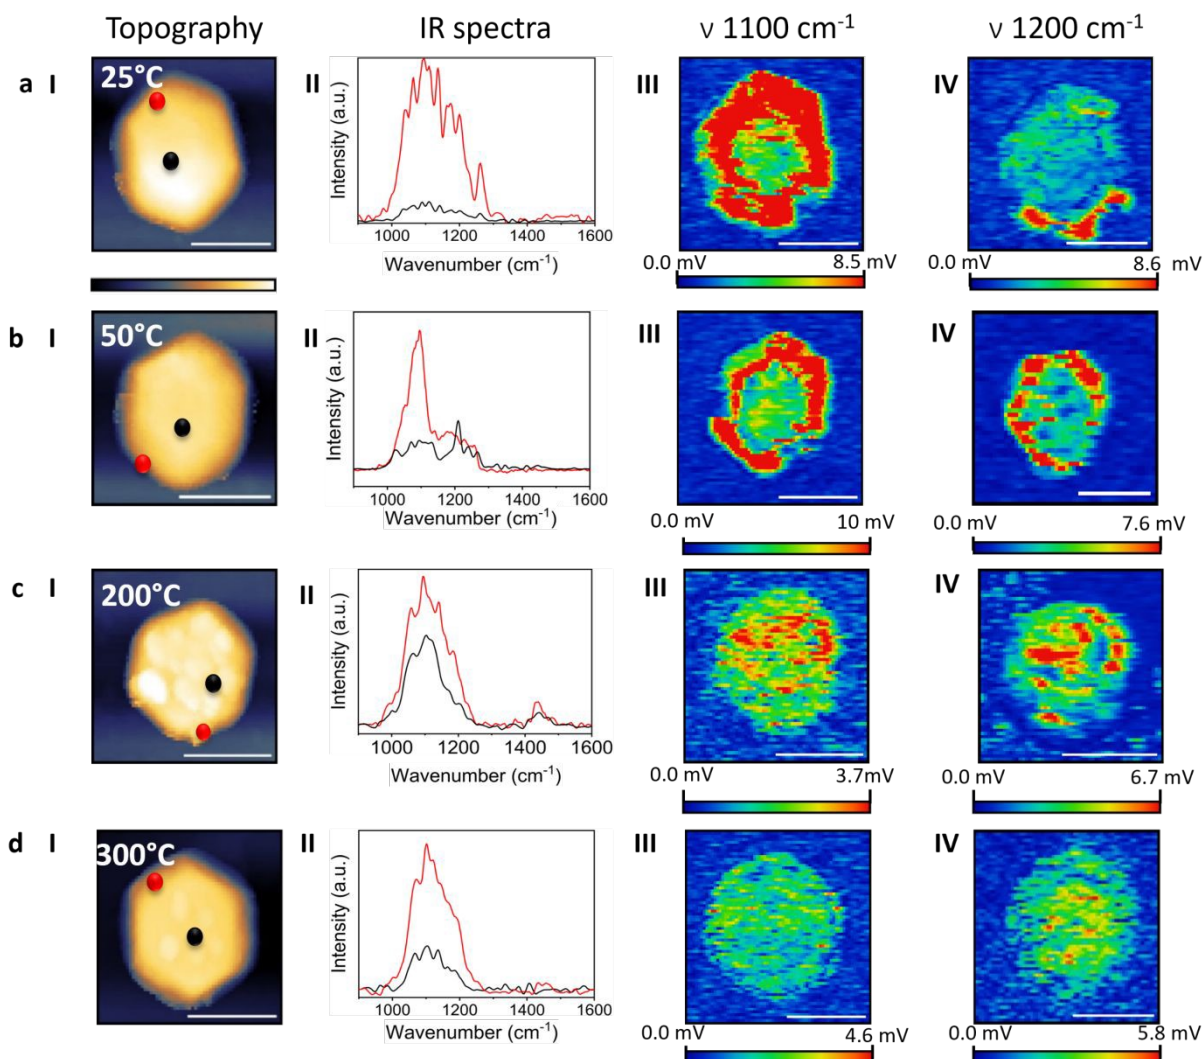 Topography IR spectra ν 1100 cm-1 ν 1200 cm-1
a I 25°C II III IV
Intensity (a.u.)
1000 1200 1400 1600
Wavenumber (cm-1)
0.0 mV 8.5 mV 0.0 mV 8.6 mV
b I 50°C II III IV
Intensity (a.u.)
1000 1200 1400 1600
Wavenumber (cm-1)
0.0 mV 10 mV 0.0 mV 7.6 mV
c I 200°C II III IV
Intensity (a.u.)
1000 1200 1400 1600
Wavenumber (cm-1)
0.0 mV 3.7mV 0.0 mV 6.7 mV
d I 300°C II III IV
Intensity (a.u.)
1000 1200 1400 1600
Wavenumber (cm-1)
0.0 mV 4.6 mV 0.0 mV 5.8 mV